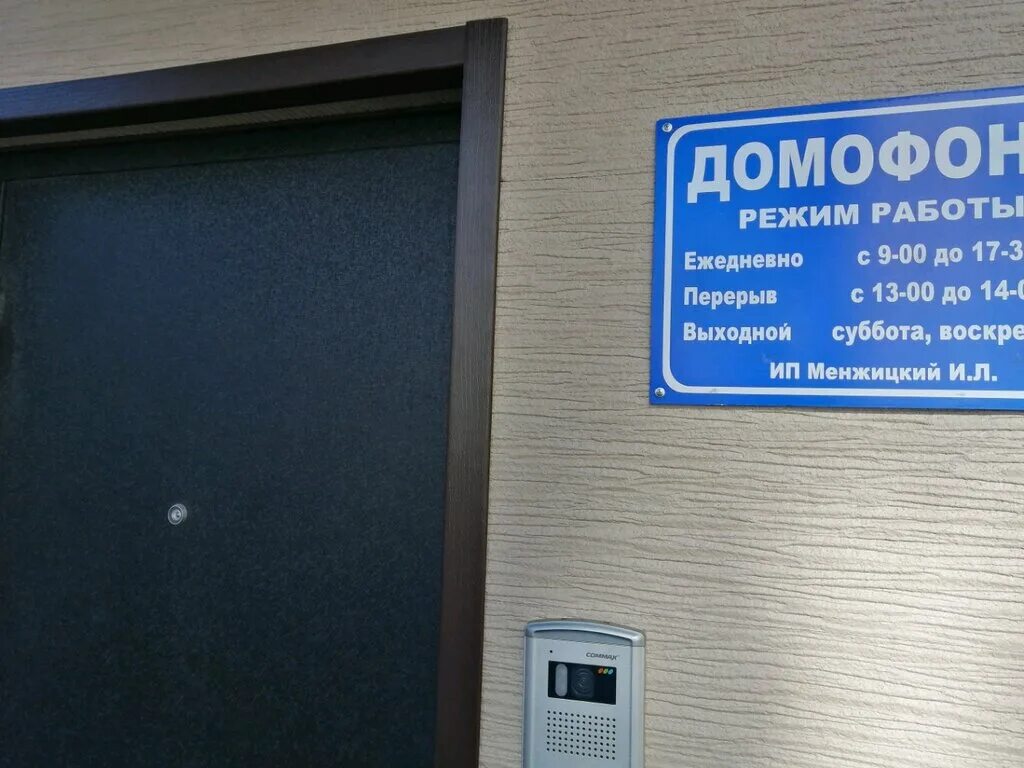 ДОМОФОН
РЕЖИМ РАБОТЫ
Ежедневно с 9-00 до 17-3
Перерыв с 13-00 до 14-0
Выходной суббота, воскре
ИП Менжицкий И.Л.
COMMAX